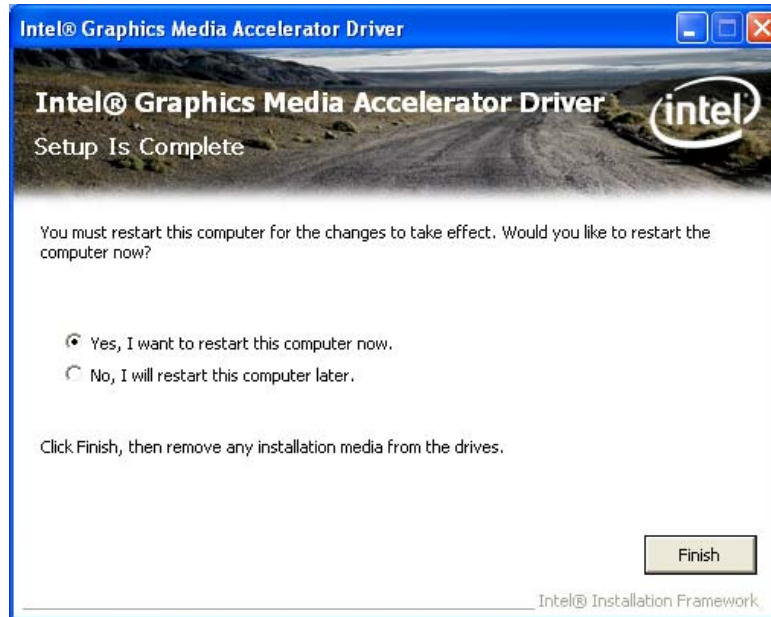 Intel® Graphics Media Accelerator Driver
Intel® Graphics Media Accelerator Driver
intel
Setup Is Complete
You must restart this computer for the changes to take effect. Would you like to restart the
computer now?
Yes, I want to restart this computer now.
No, I will restart this computer later.
Click Finish, then remove any installation media from the drives.
Finish
Intel® Installation Framework